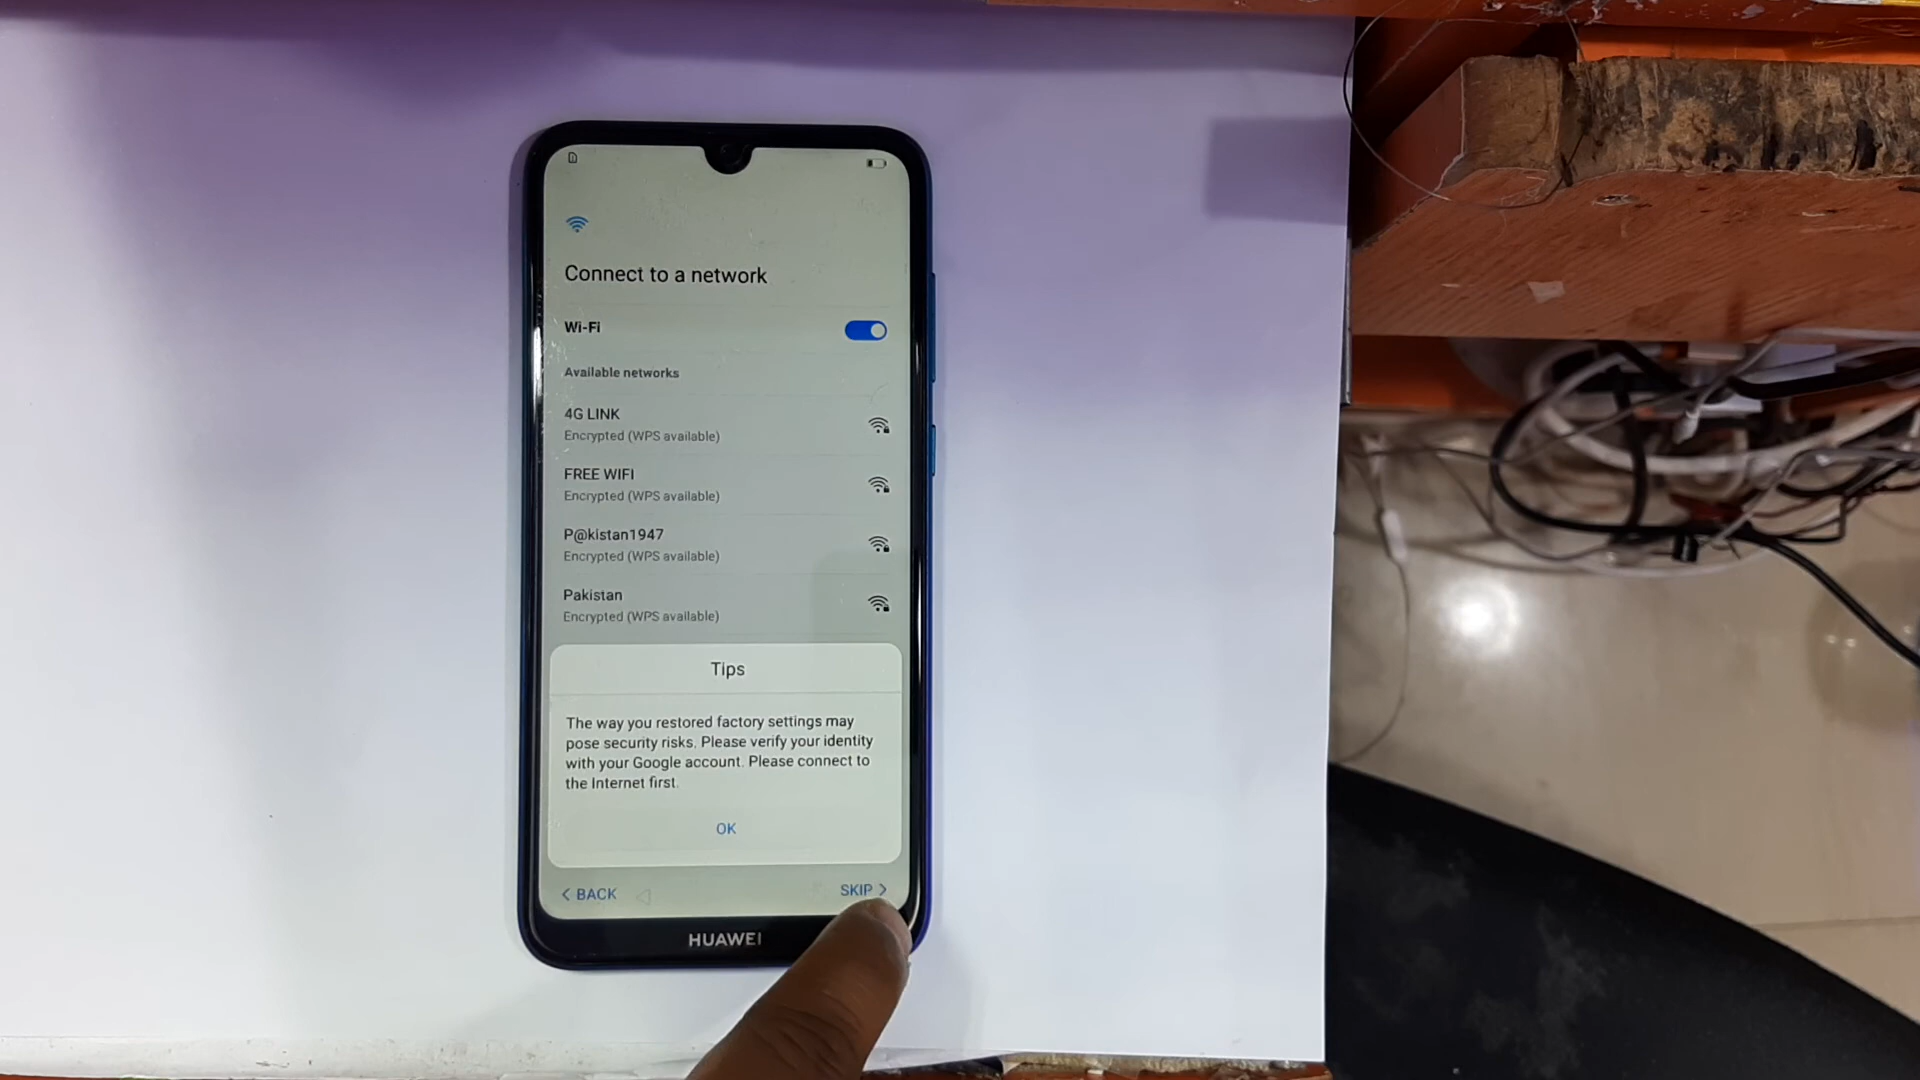 Connect to a network
Wi-Fi
Available networks
4G LINK
Encrypted (WPS available)
FREE WIFI
Encrypted (WPS available)
P@kistan1947
Encrypted (WPS available)
Pakistan
Encrypted (WPS available)
Tips
The way you restored factory settings may
pose security risks. Please verify your identity
with your Google account. Please connect to
the Internet first.
OK
< BACK
SKIP >
HUAWEI